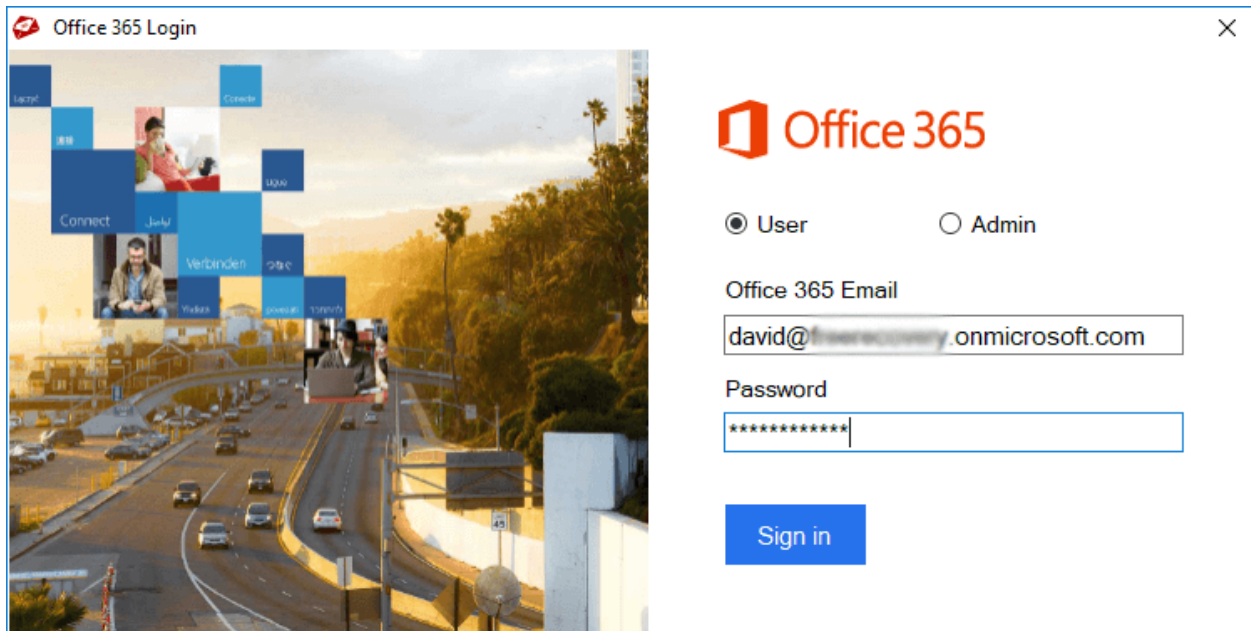 Office 365 Login
Connect
Verbinden
Ligue
45
Office 365
User
Admin
Office 365 Email
david@
.onmicrosoft.com
Password
************
Sign in